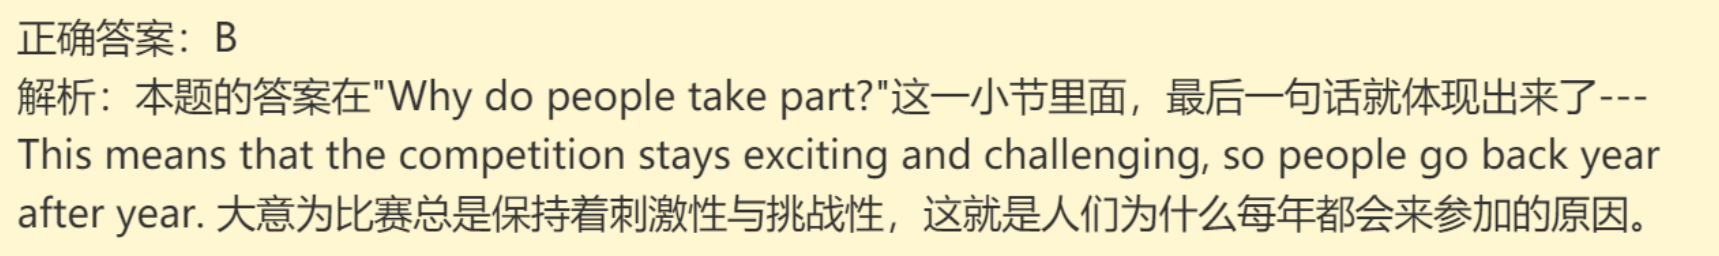 正确答案：B
解析：本题的答案在"Why do people take part?"这一小节里面，最后一句话就体现出来了---
This means that the competition stays exciting and challenging, so people go back year
after year. 大意为比赛总是保持着刺激性与挑战性，这就是人们为什么每年都会来参加的原因。